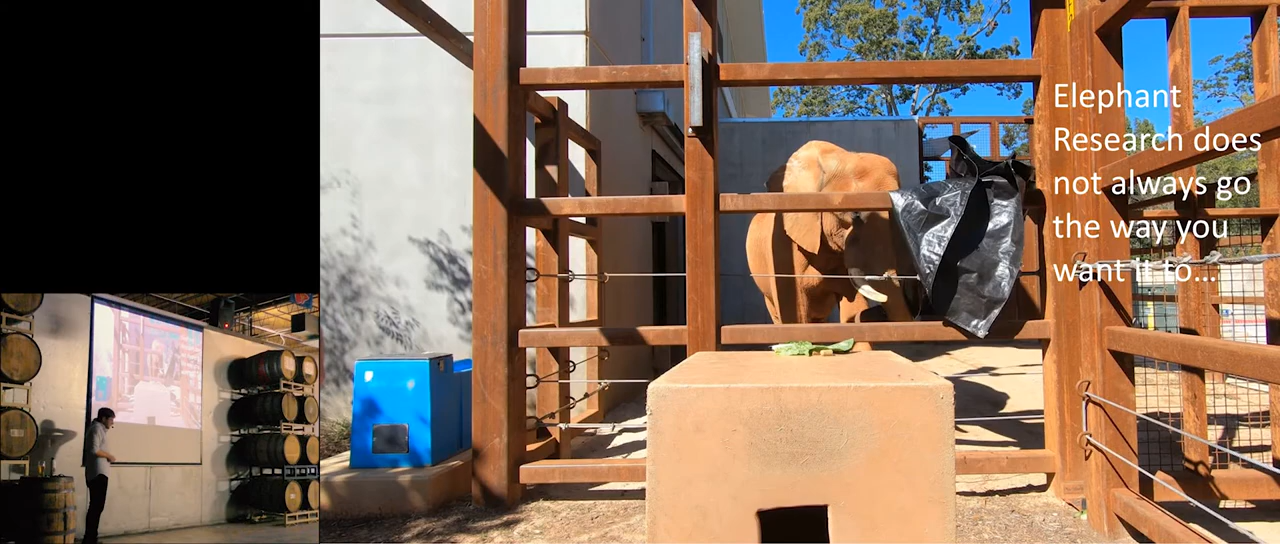 Elephant
Research does
not always go
the way you
want it to...